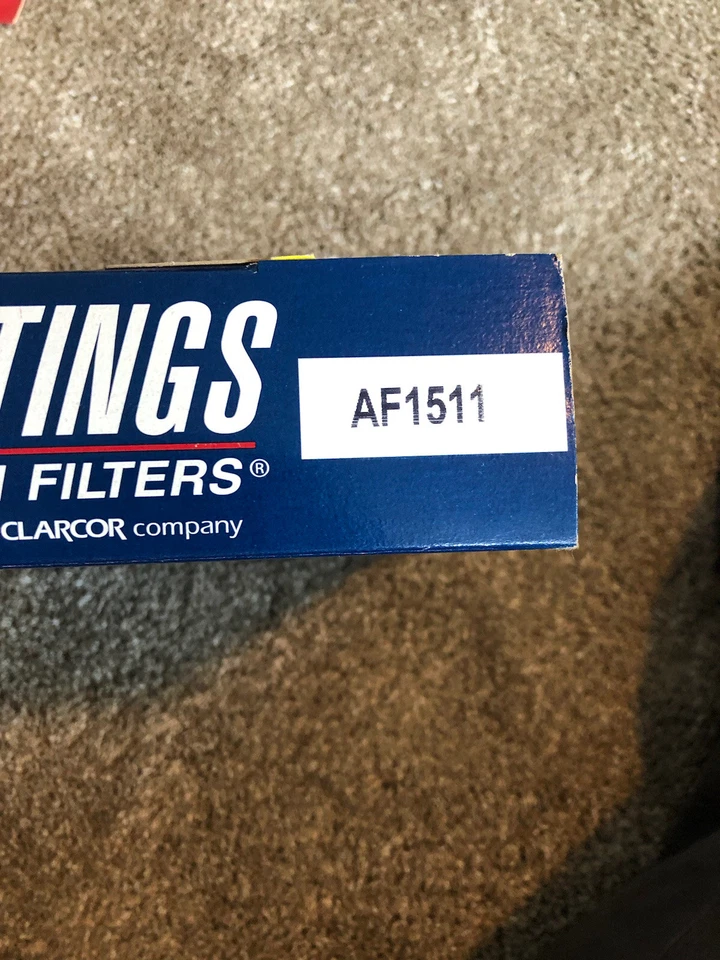 TINGS
FILTERS®
CLARCOR company
AF1511